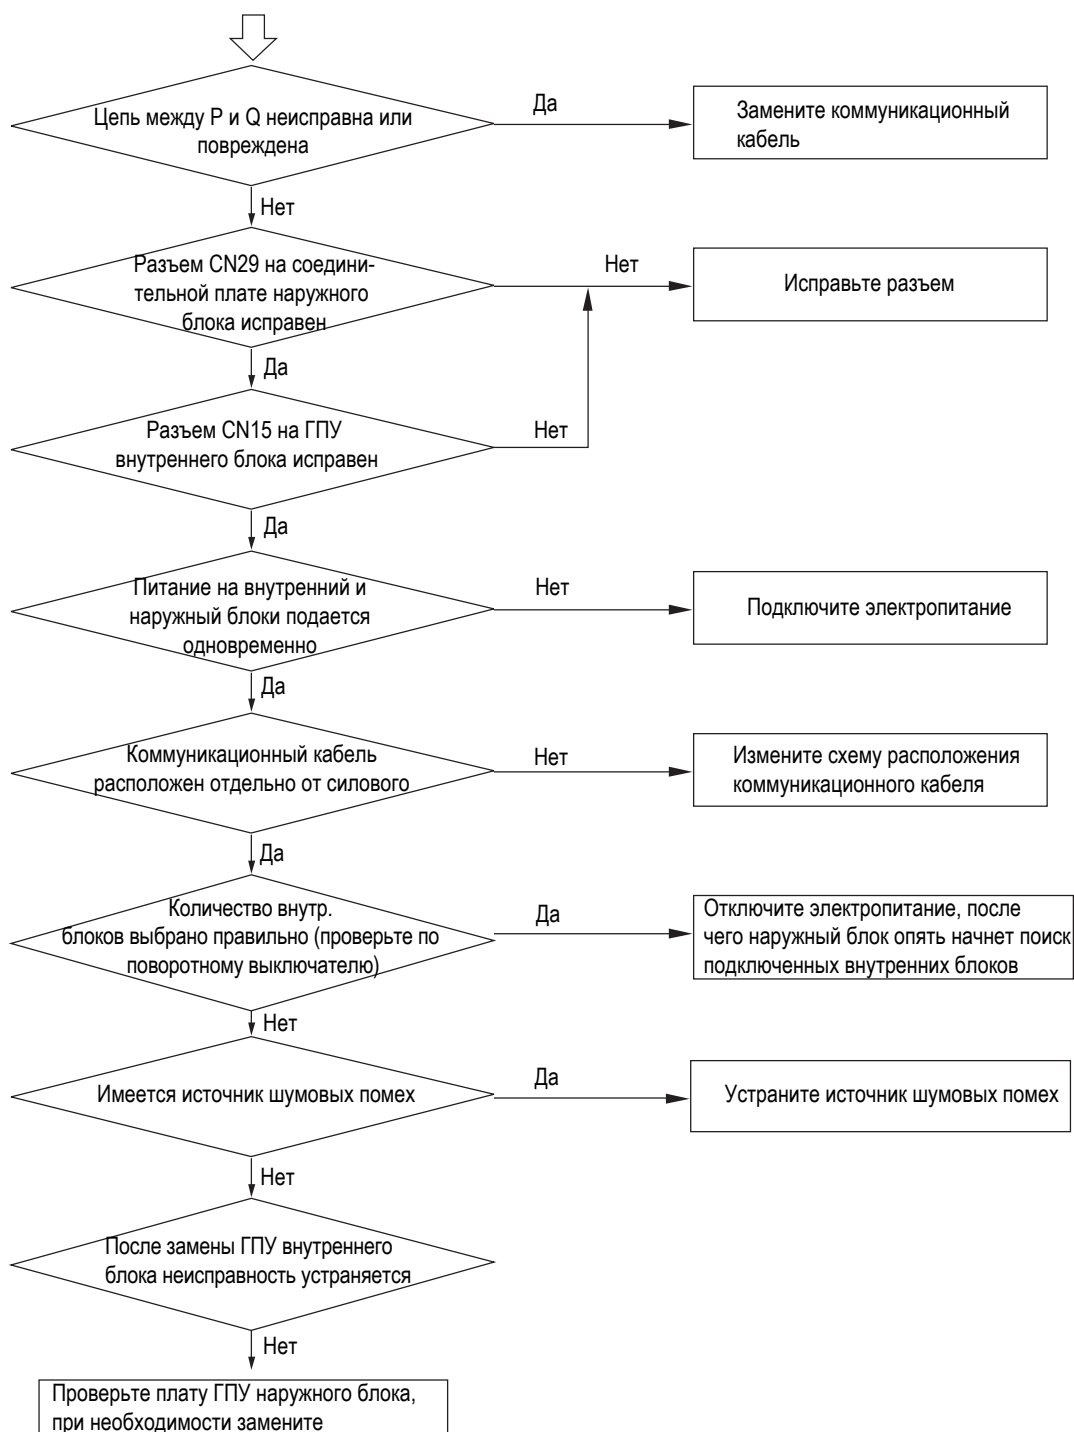 Цепь между P и Q неисправна или
повреждена
Да
Замените коммуникационный
кабель
Нет
Разъем CN29 на соедини-
тельной плате наружного
блока исправен
Нет
Исправьте разъем
Да
Разъем CN15 на ГПУ
внутреннего блока исправен
Нет
Да
Питание на внутренний и
наружный блоки подается
одновременно
Нет
Подключите электропитание
Да
Коммуникационный кабель
расположен отдельно от силового
Нет
Измените схему расположения
коммуникационного кабеля
Да
Количество внутр.
блоков выбрано правильно (проверьте по
поворотному выключателю)
Да
Отключите электропитание, после
чего наружный блок опять начнет поиск
подключенных внутренних блоков
Нет
Имеется источник шумовых помех
Да
Устраните источник шумовых помех
Нет
После замены ГПУ внутреннего
блока неисправность устраняется
Нет
Проверьте плату ГПУ наружного блока,
при необходимости замените